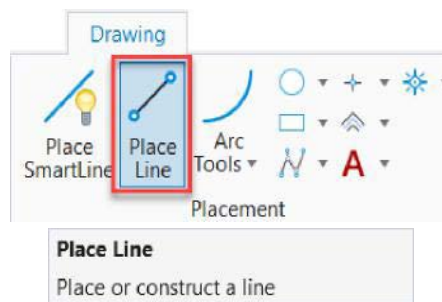 Drawing
Place SmartLine
Place Line
Arc Tools
A
Placement
Place Line
Place or construct a line